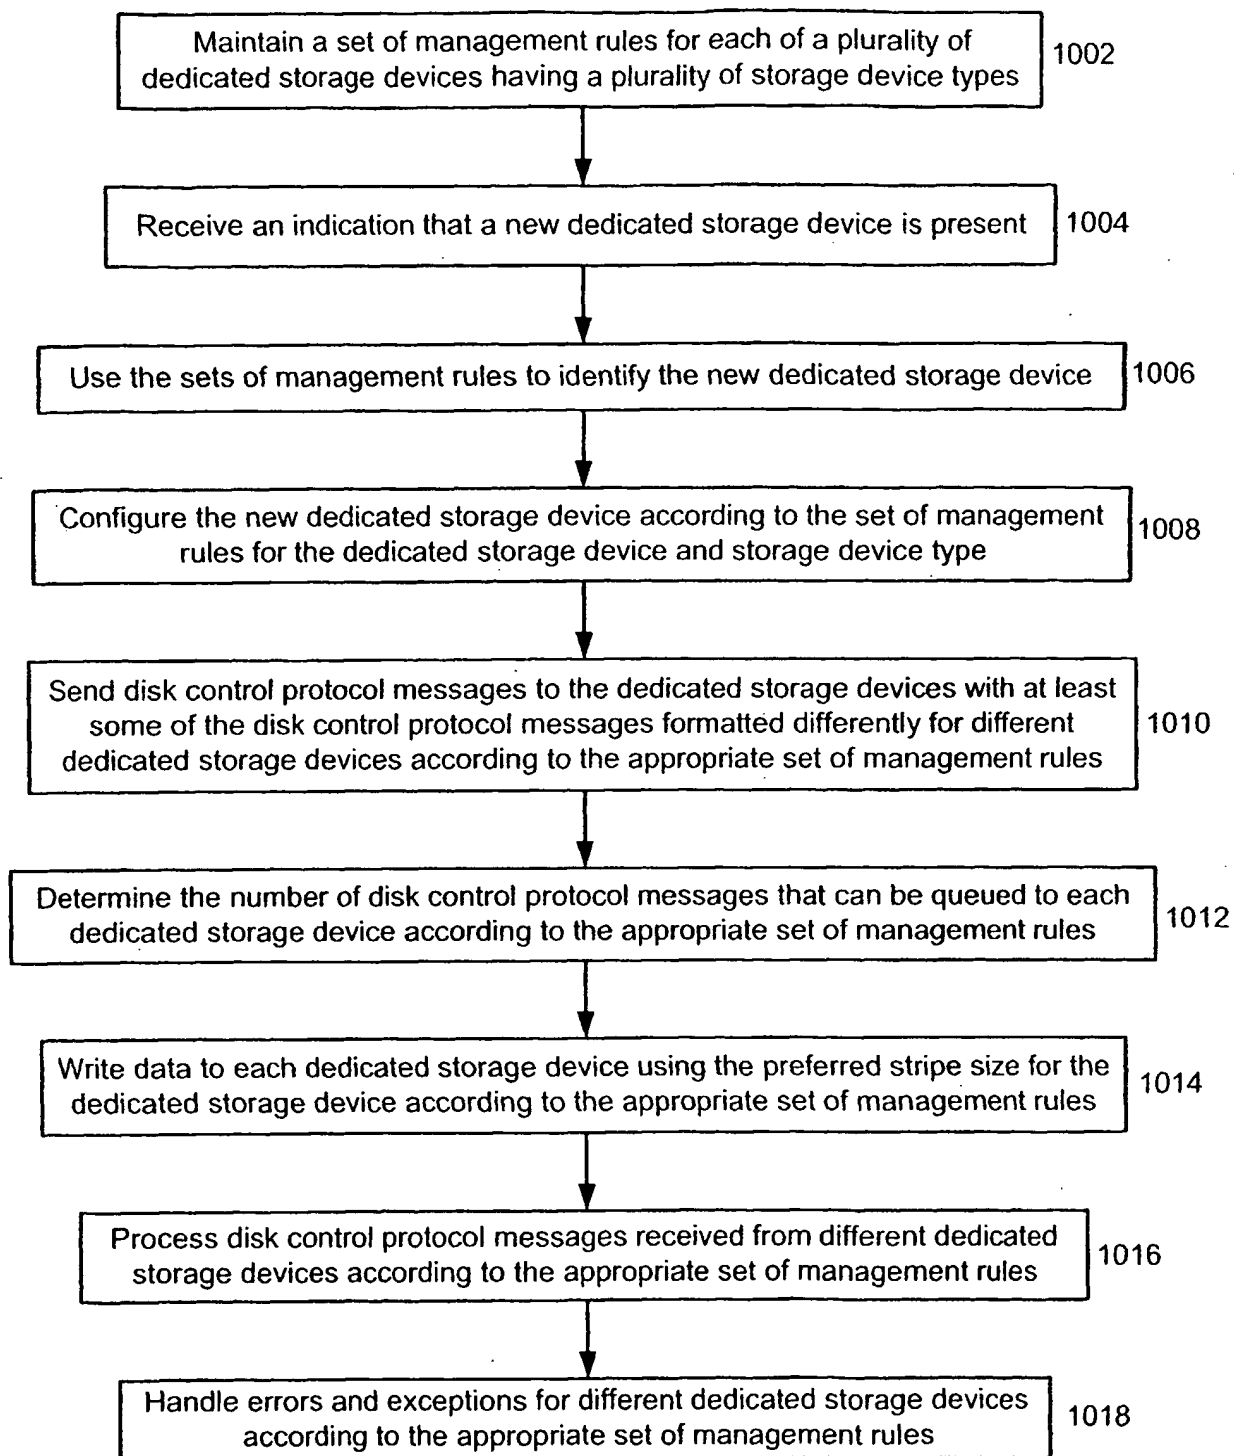 Maintain a set of management rules for each of a plurality of
dedicated storage devices having a plurality of storage device types
1002
Receive an indication that a new dedicated storage device is present
1004
Use the sets of management rules to identify the new dedicated storage device
1006
Configure the new dedicated storage device according to the set of management
rules for the dedicated storage device and storage device type
1008
Send disk control protocol messages to the dedicated storage devices with at least
some of the disk control protocol messages formatted differently for different
dedicated storage devices according to the appropriate set of management rules
1010
Determine the number of disk control protocol messages that can be queued to each
dedicated storage device according to the appropriate set of management rules
1012
Write data to each dedicated storage device using the preferred stripe size for the
dedicated storage device according to the appropriate set of management rules
1014
Process disk control protocol messages received from different dedicated
storage devices according to the appropriate set of management rules
1016
Handle errors and exceptions for different dedicated storage devices
according to the appropriate set of management rules
1018